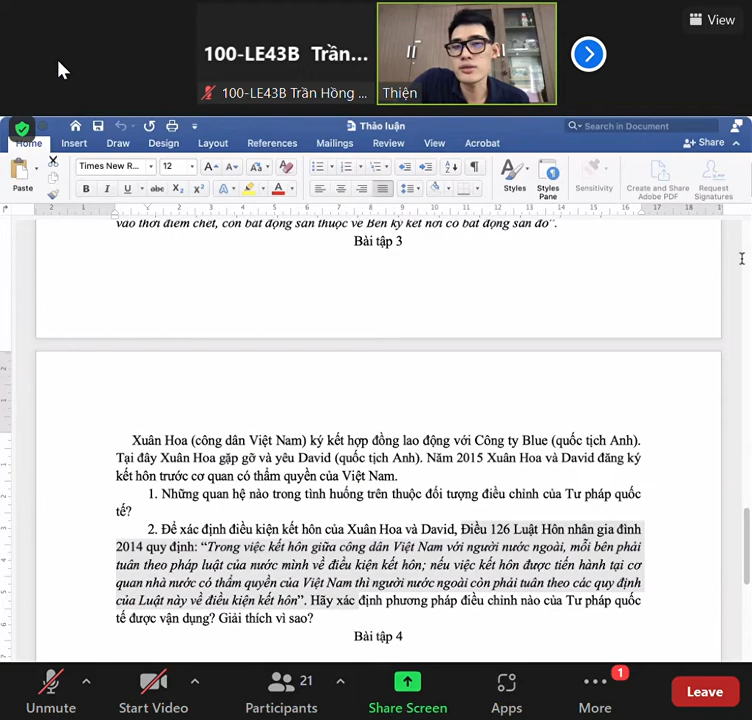 View
100-LE43B Trần...
100-LE43B Trần Hồng ...
Thiện
Thảo luận
Search in Document
Home Insert Draw Design Layout References Mailings Review View Acrobat
Share
Paste
Times New R...
12
Styles
Styles Pane
Sensitivity
Create and Share Adobe PDF
Request Signatures
vào thời điểm chết, còn bất động sản thuộc về Bên ký kết nơi có bất động sản đó”.
Bài tập 3
Xuân Hoa (công dân Việt Nam) ký kết hợp đồng lao động với Công ty Blue (quốc tịch Anh).
Tại đây Xuân Hoa gặp gỡ và yêu David (quốc tịch Anh). Năm 2015 Xuân Hoa và David đăng ký
kết hôn trước cơ quan có thẩm quyền của Việt Nam.
1. Những quan hệ nào trong tình huống trên thuộc đối tượng điều chỉnh của Tư pháp quốc
tế?
2. Để xác định điều kiện kết hôn của Xuân Hoa và David, Điều 126 Luật Hôn nhân gia đình
2014 quy định: “Trong việc kết hôn giữa công dân Việt Nam với người nước ngoài, mỗi bên phải
tuân theo pháp luật của nước mình về điều kiện kết hôn; nếu việc kết hôn được tiến hành tại cơ
quan nhà nước có thẩm quyền của Việt Nam thì người nước ngoài còn phải tuân theo các quy định
của Luật này về điều kiện kết hôn”. Hãy xác định phương pháp điều chỉnh nào của Tư pháp quốc
tế được vận dụng? Giải thích vì sao?
Bài tập 4
Unmute
Start Video
21
Participants
Share Screen
Apps
1
More
Leave